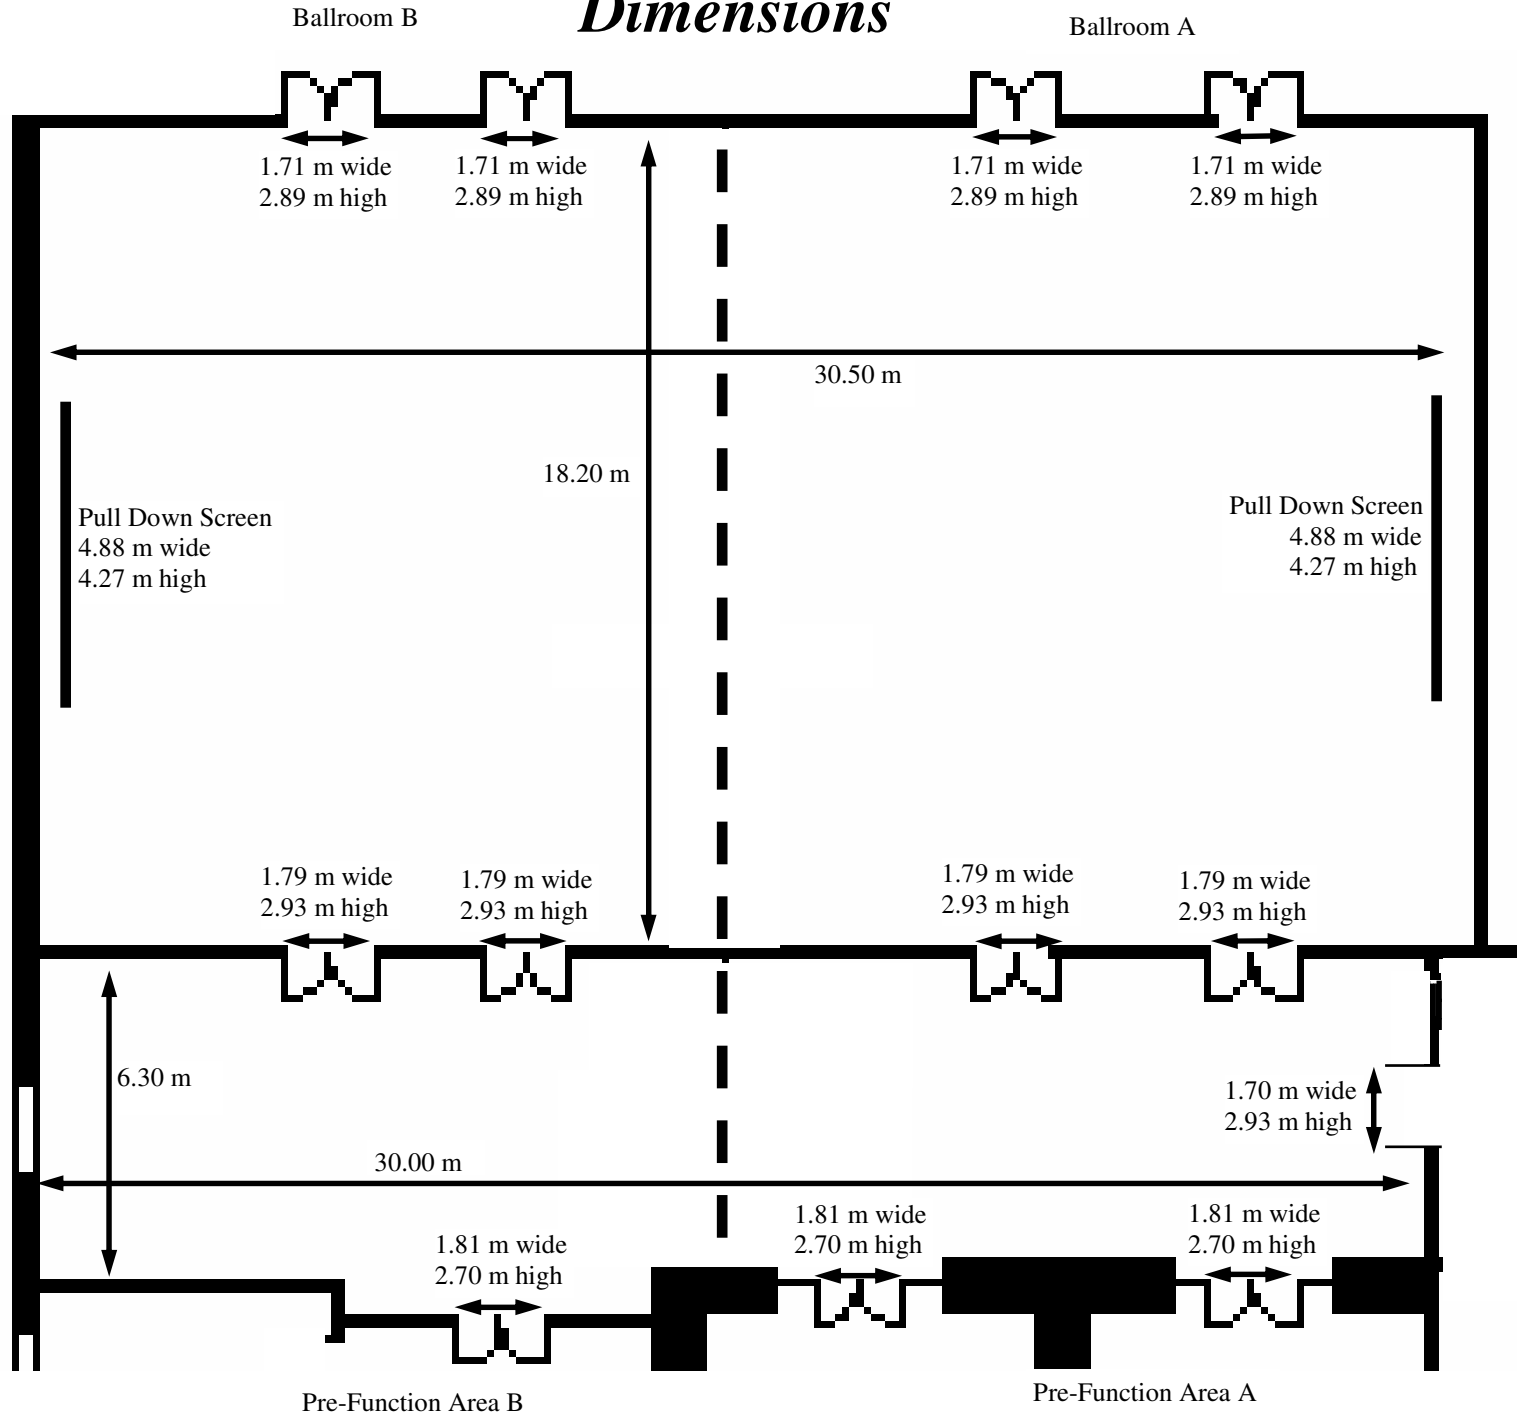 Dimensions
Ballroom B
Ballroom A
1.71 m wide
2.89 m high
1.71 m wide
2.89 m high
1.71 m wide
2.89 m high
1.71 m wide
2.89 m high
30.50 m
18.20 m
Pull Down Screen
4.88 m wide
4.27 m high
Pull Down Screen
4.88 m wide
4.27 m high
1.79 m wide
2.93 m high
1.79 m wide
2.93 m high
1.79 m wide
2.93 m high
1.79 m wide
2.93 m high
6.30 m
1.70 m wide
2.93 m high
30.00 m
1.81 m wide
2.70 m high
1.81 m wide
2.70 m high
1.81 m wide
2.70 m high
Pre-Function Area B
Pre-Function Area A